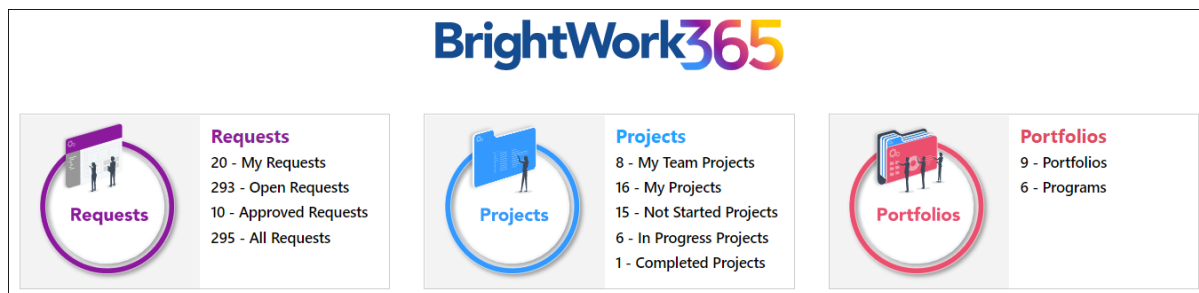 BrightWork365
Requests
Requests
20 - My Requests
293 - Open Requests
10 - Approved Requests
295 - All Requests
Projects
Projects
8 - My Team Projects
16 - My Projects
15 - Not Started Projects
6 - In Progress Projects
1 - Completed Projects
Portfolios
Portfolios
9 - Portfolios
6 - Programs